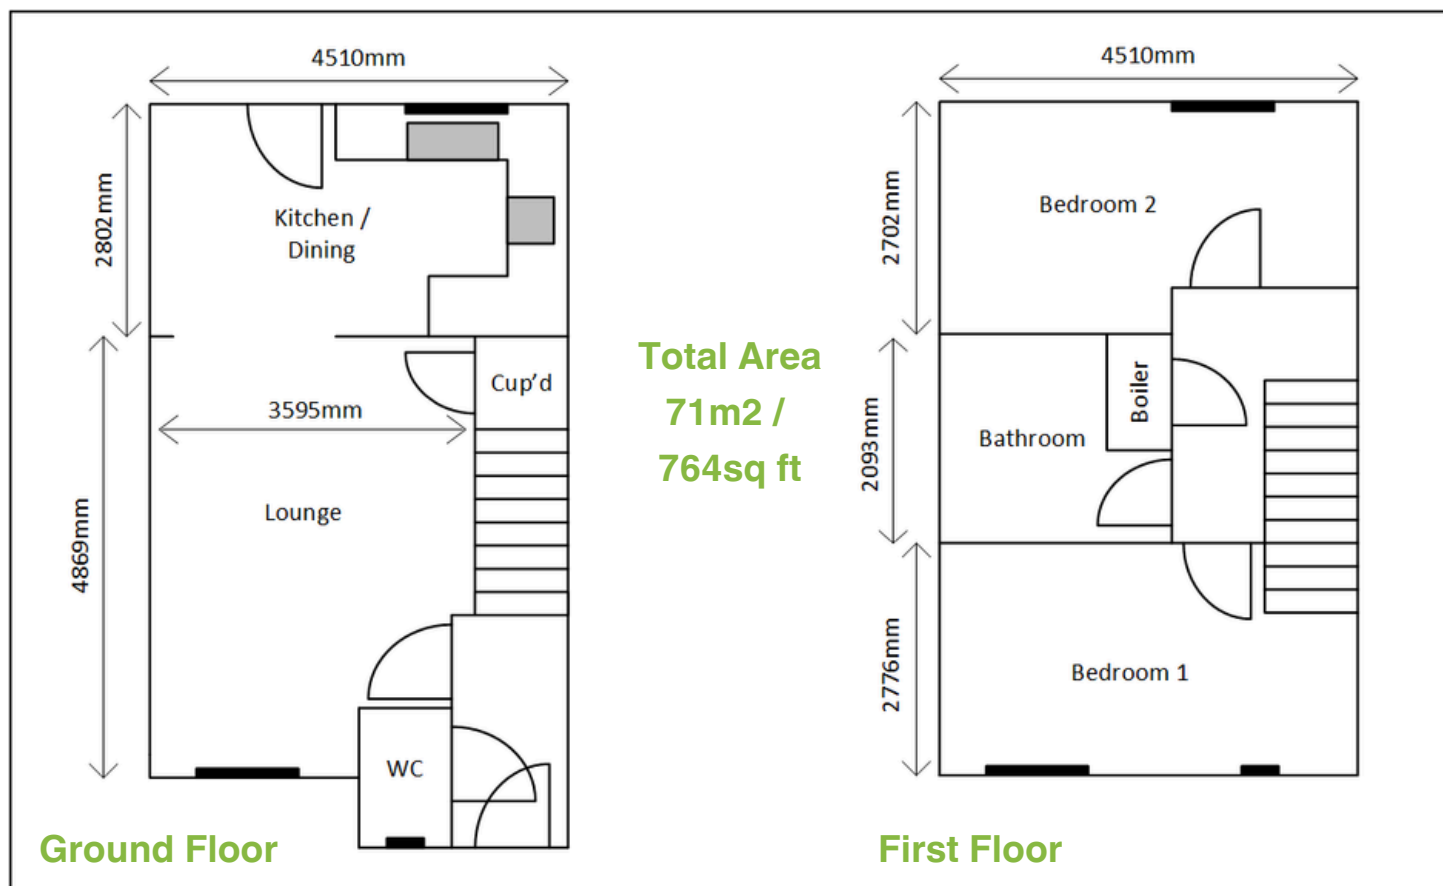 4510mm
2802mm
Kitchen /
Dining
Cup'd
3595mm
4869mm
Lounge
WC
Ground Floor
Total Area
71m2 /
764sq ft
4510mm
2702mm
Bedroom 2
Boiler
Bathroom
2093mm
2776mm
Bedroom 1
First Floor